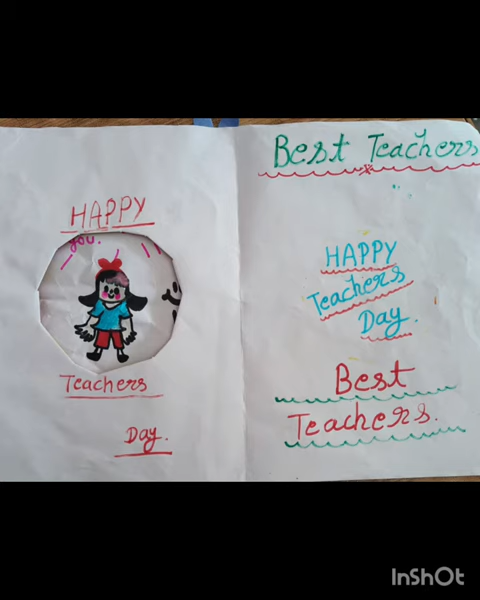 HAPPY
you.
Teachers
Day.
Best Teachers
HAPPY
Teachers
Day.
Best
Teachers.
InShOt